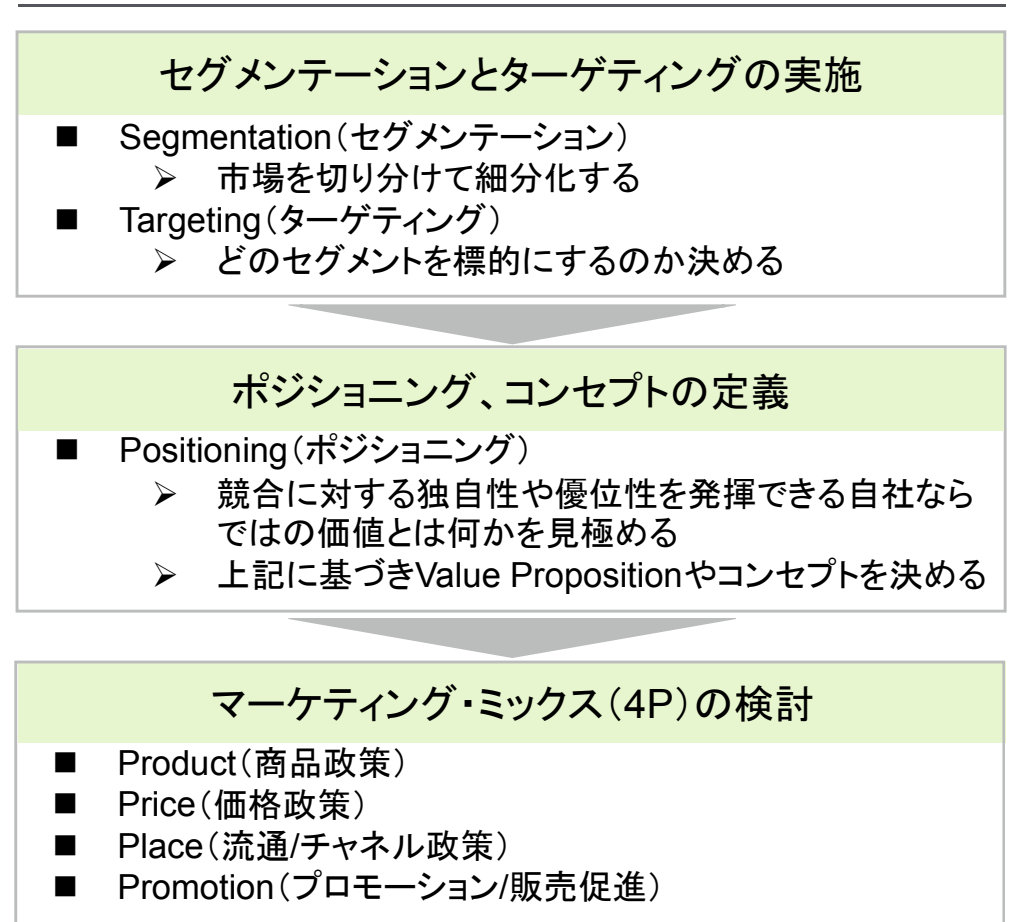 セグメンテーションとターゲティングの実施
■ Segmentation（セグメンテーション）
➢ 市場を切り分けて細分化する
■ Targeting（ターゲティング）
➢ どのセグメントを標的にするのか決める
ポジショニング、コンセプトの定義
■ Positioning（ポジショニング）
➢ 競合に対する独自性や優位性を発揮できる自社なら
ではの価値とは何かを見極める
➢ 上記に基づきValue Propositionやコンセプトを決める
マーケティング・ミックス（4P）の検討
■ Product（商品政策）
■ Price（価格政策）
■ Place（流通/チャネル政策）
■ Promotion（プロモーション/販売促進）